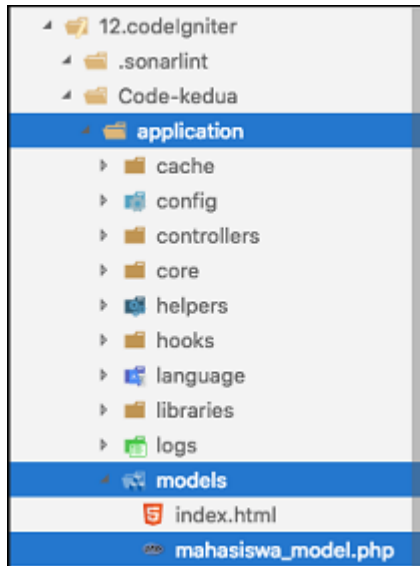 12.codeIgniter
.sonarlint
Code-kedua
application
cache
config
controllers
core
helpers
hooks
language
libraries
logs
models
index.html
mahasiswa_model.php